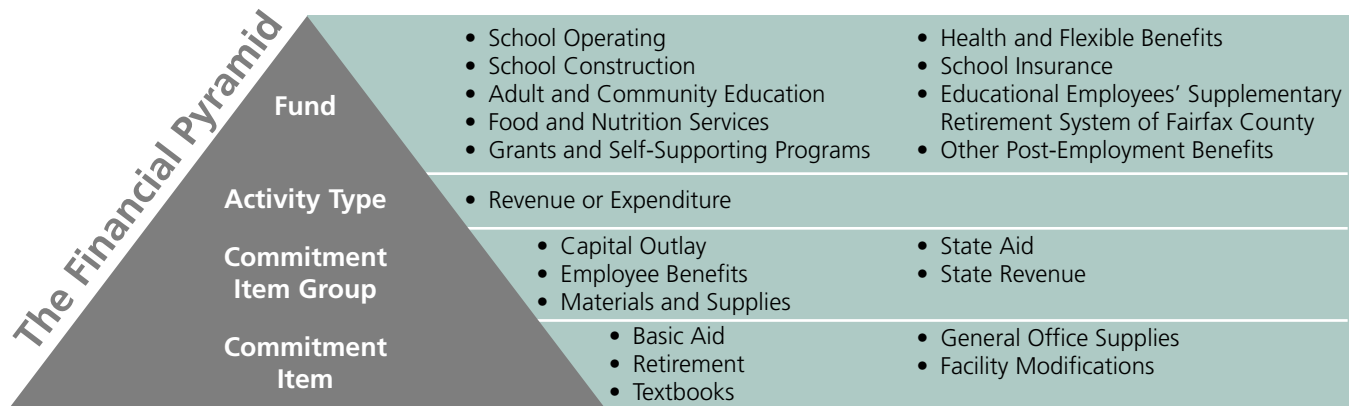 The Financial Pyramid
Fund
• School Operating
• School Construction
• Adult and Community Education
• Food and Nutrition Services
• Grants and Self-Supporting Programs
• Health and Flexible Benefits
• School Insurance
• Educational Employees’ Supplementary
Retirement System of Fairfax County
• Other Post-Employment Benefits
Activity Type
• Revenue or Expenditure
Commitment
Item Group
• Capital Outlay
• Employee Benefits
• Materials and Supplies
• State Aid
• State Revenue
Commitment
Item
• Basic Aid
• Retirement
• Textbooks
• General Office Supplies
• Facility Modifications